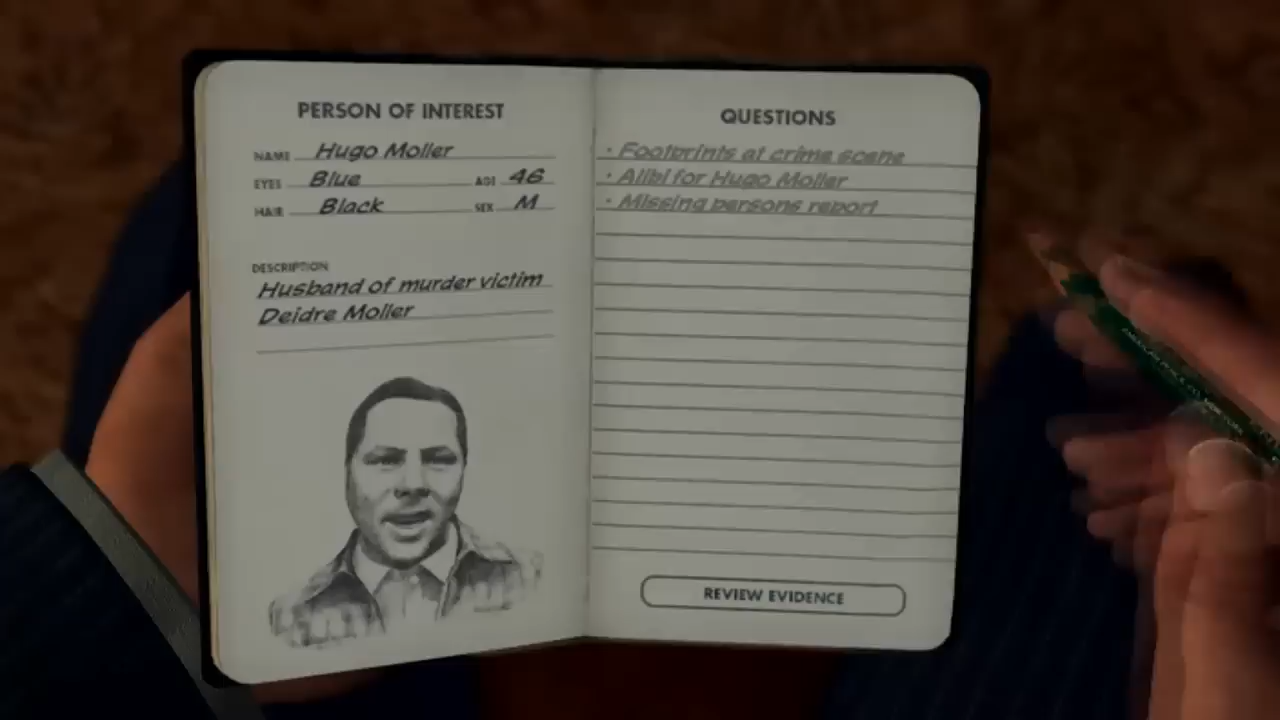 PERSON OF INTEREST
NAME Hugo Moller
EYES Blue AGE 46
HAIR Black SEX M
DESCRIPTION
Husband of murder victim
Deidre Moller
QUESTIONS
· Footprints at crime scene
· Alibi for Hugo Moller
· Missing persons report
REVIEW EVIDENCE